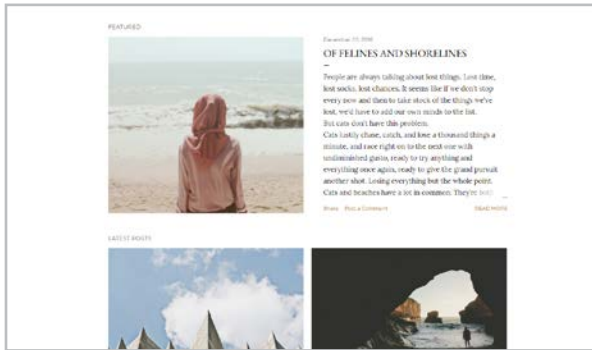 FEATURED
December 17, 2018
OF FELINES AND SHORELINES
People are always talking about lost things. Lost time,
lost socks, lost chances. It seems like if we don't stop
every now and then to take stock of the things we've
lost, we'd have to add our own minds to the list.
But cats don't have this problem.
Cats lustily chase, catch, and lose a thousand things a
minute, and race right on to the next one with
undiminished gusto, ready to try anything and
everything once again, ready to give the grand pursuit
another shot. Losing everything but the whole point.
Cats and beaches have a lot in common. They're both
Share Post a Comment READ MORE
LATEST POSTS